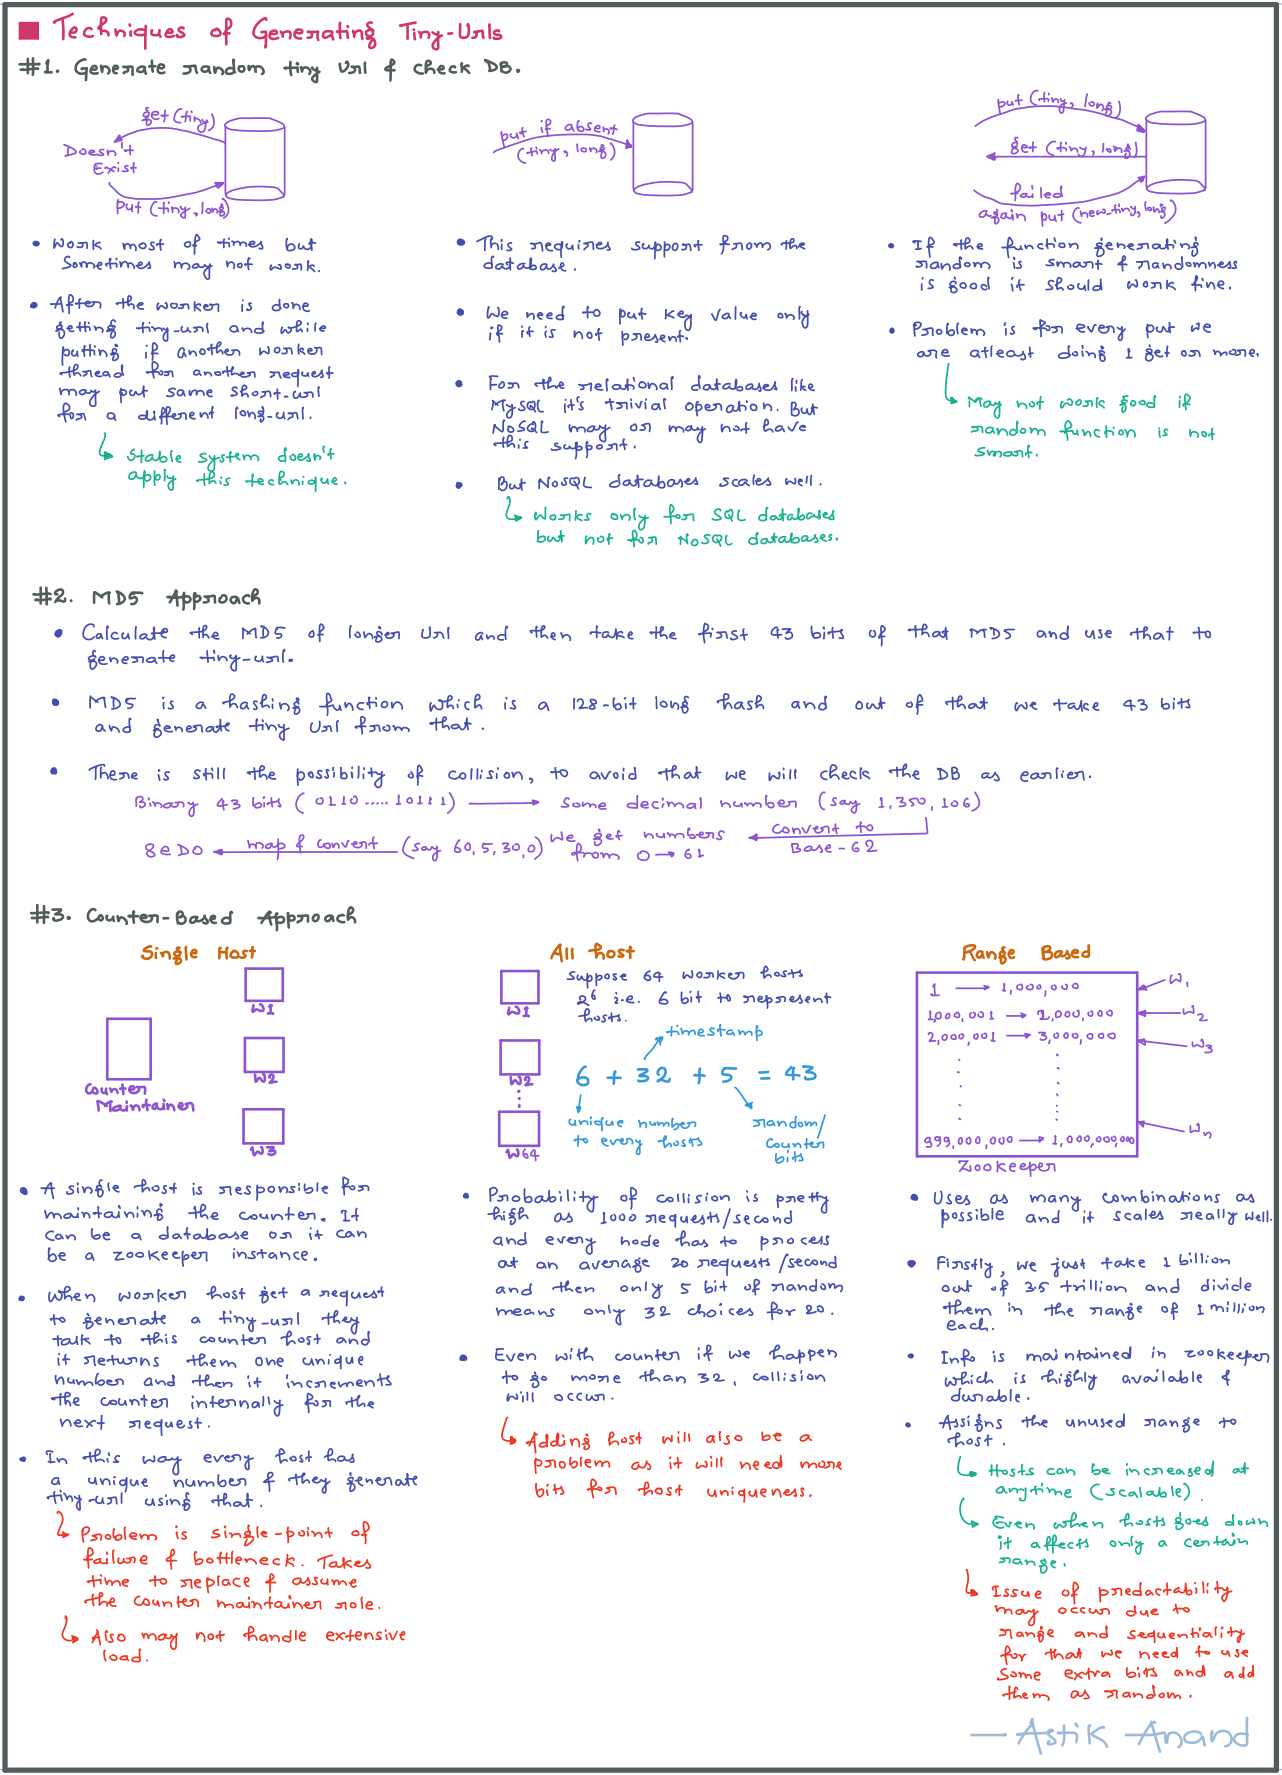 Techniques of Generating Tiny-Urls
#1. Generate random tiny url & check DB.
get(tiny)
Doesn't
Exist
Put (tiny, long)
• Work most of times but
Sometimes may not work.
• After the worker is done
getting tiny-url and while
putting if another worker
thread for another request
may put same short-url
for a different long-url.
Stable system doesn't
apply this technique.
put if absent
(tiny, long)
• This requires support from the
database.
• We need to put key value only
if it is not present.
• For the relational databases like
MySQL it's trivial operation. But
NoSQL may or may not have
this support.
• But NoSQL databases scales well.
Works only for SQL databases
but not for NoSQL databases.
put (tiny, long)
get (tiny, long)
failed
again put (new_tiny, long)
• If the function generating
random is smart & randomness
is good it should work fine.
• Problem is for every put we
are atleast doing 1 get or more.
May not work good if
random function is not
smart.
#2. MD5 Approach
• Calculate the MD5 of longer Url and then take the first 43 bits of that MD5 and use that to
generate tiny-url.
• MD5 is a hashing function which is a 128-bit long hash and out of that we take 43 bits
and generate tiny Url from that.
• There is still the possibility of collision, to avoid that we will check the DB as earlier.
Binary 43 bits ( 0110.....10111) → some decimal number (say 1,350,106)
convert to
Base-62
We get numbers
from 0 → 61
(say 60,5,30,0)
map & convert
8eD0
#3. Counter-Based Approach
Single Host
W1
W2
W3
Counter
Maintainer
• A single host is responsible for
maintaining the counter. It
can be a database or it can
be a zookeeper instance.
• When worker host get a request
to generate a tiny-url they
talk to this counter host and
it returns them one unique
number and then it increments
the counter internally for the
next request.
• In this way every host has
a unique number & they generate
tiny-url using that.
Problem is single-point of
failure & bottleneck. Takes
time to replace & assume
the counter maintainer role.
Also may not handle extensive
load.
All host
W1
W2
W64
Suppose 64 worker hosts
2^6 i.e. 6 bit to represent
hosts.
timestamp
6 + 32 + 5 = 43
unique number
to every hosts
random/
counter
bits
• Probability of collision is pretty
high as 1000 requests/second
and every node has to process
at an average 20 requests/second
and then only 5 bit of random
means only 32 choices for 20.
• Even with counter if we happen
to go more than 32, collision
will occur.
Adding host will also be a
problem as it will need more
bits for host uniqueness.
Range Based
1 → 1,000,000
1,000,001 → 2,000,000
2,000,001 → 3,000,000
999,000,000 → 1,000,000,000
W1
W2
W3
Wn
Zookeeper
• Uses as many combinations as
possible and it scales really well.
• Firstly, we just take 1 billion
out of 3.5 trillion and divide
them in the range of 1 million
each.
• Info is maintained in zookeeper
which is highly available &
durable.
• Assigns the unused range to
host.
Hosts can be increased at
anytime (scalable).
Even when hosts goes down
it affects only a certain
range.
Issue of predactability
may occur due to
range and sequentiality
for that we need to use
some extra bits and add
them as random.
— Astik Anand